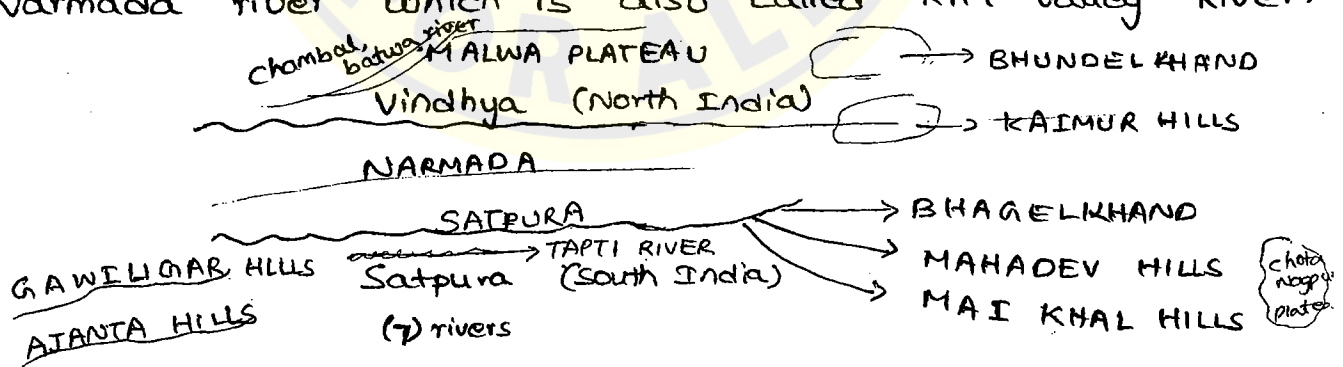 Narmada river which is also called rift valley River.
chambal,
batwa river
MALWA PLATEAU
BHUNDELKHAND
Vindhya (North India)
KAIMUR HILLS
NARMADA
SATPURA
BHAGELKHAND
TAPTI RIVER
GAWILIGAR HLLS
Satpura (South India)
MAHADEV HILLS
chota
Nagpur
plateu
AJANTA HILLS
(7) rivers
MAI KHAL HILLS